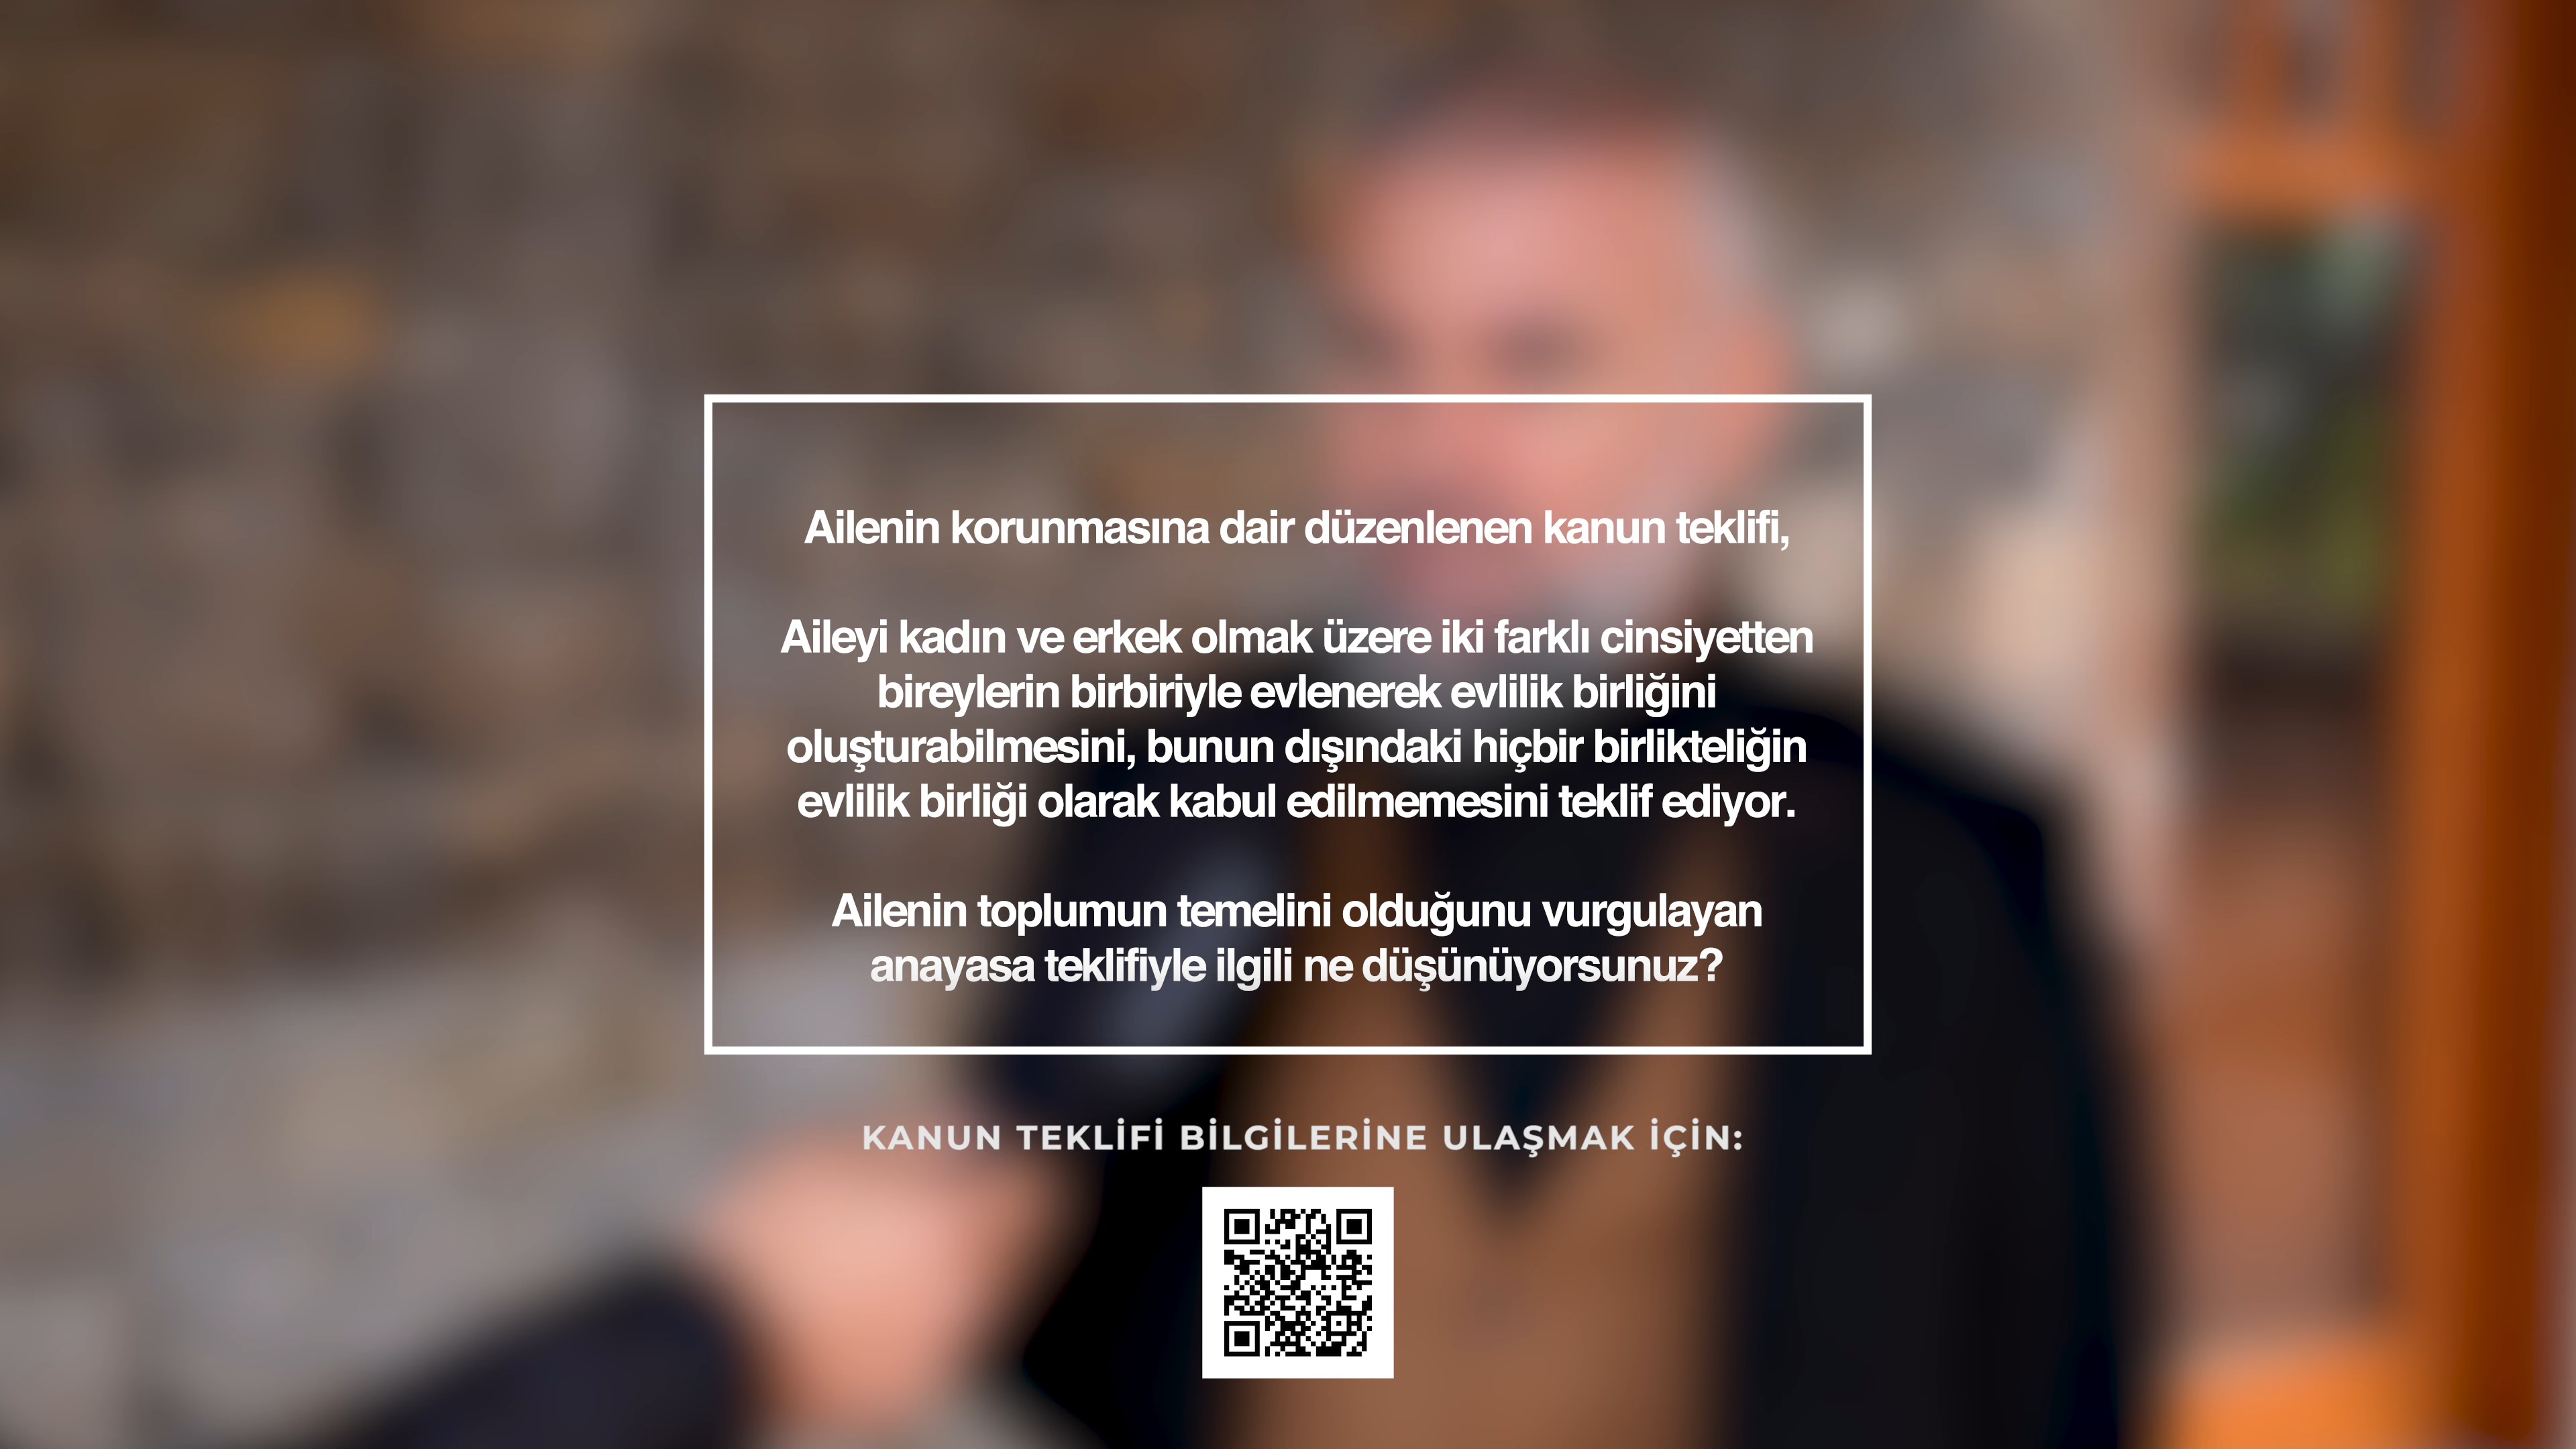 Ailenin korunmasına dair düzenlenen kanun teklifi,
Aileyi kadın ve erkek olmak üzere iki farklı cinsiyetten
bireylerin birbiriyle evlenerek evlilik birliğini
oluşturabilmesini, bunun dışındaki hiçbir birlikteliğin
evlilik birliği olarak kabul edilmemesini teklif ediyor.
Ailenin toplumun temelini olduğunu vurgulayan
anayasa teklifiyle ilgili ne düşünüyorsunuz?
KANUN TEKLİFİ BİLGİLERİNE ULAŞMAK İÇİN: